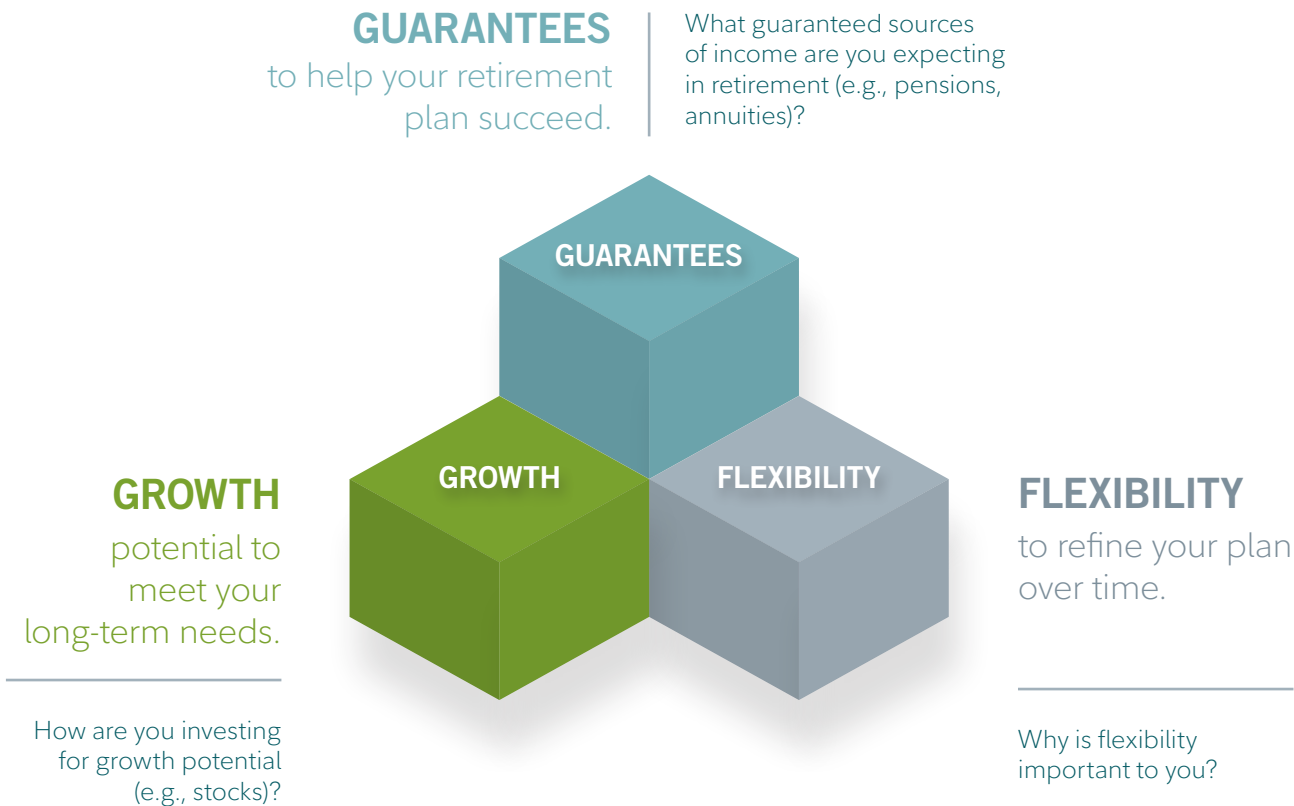 GUARANTEES
to help your retirement
plan succeed.
What guaranteed sources
of income are you expecting
in retirement (e.g., pensions,
annuities)?
GUARANTEES
GROWTH
FLEXIBILITY
GROWTH
potential to
meet your
long-term needs.
How are you investing
for growth potential
(e.g., stocks)?
FLEXIBILITY
to refine your plan
over time.
Why is flexibility
important to you?